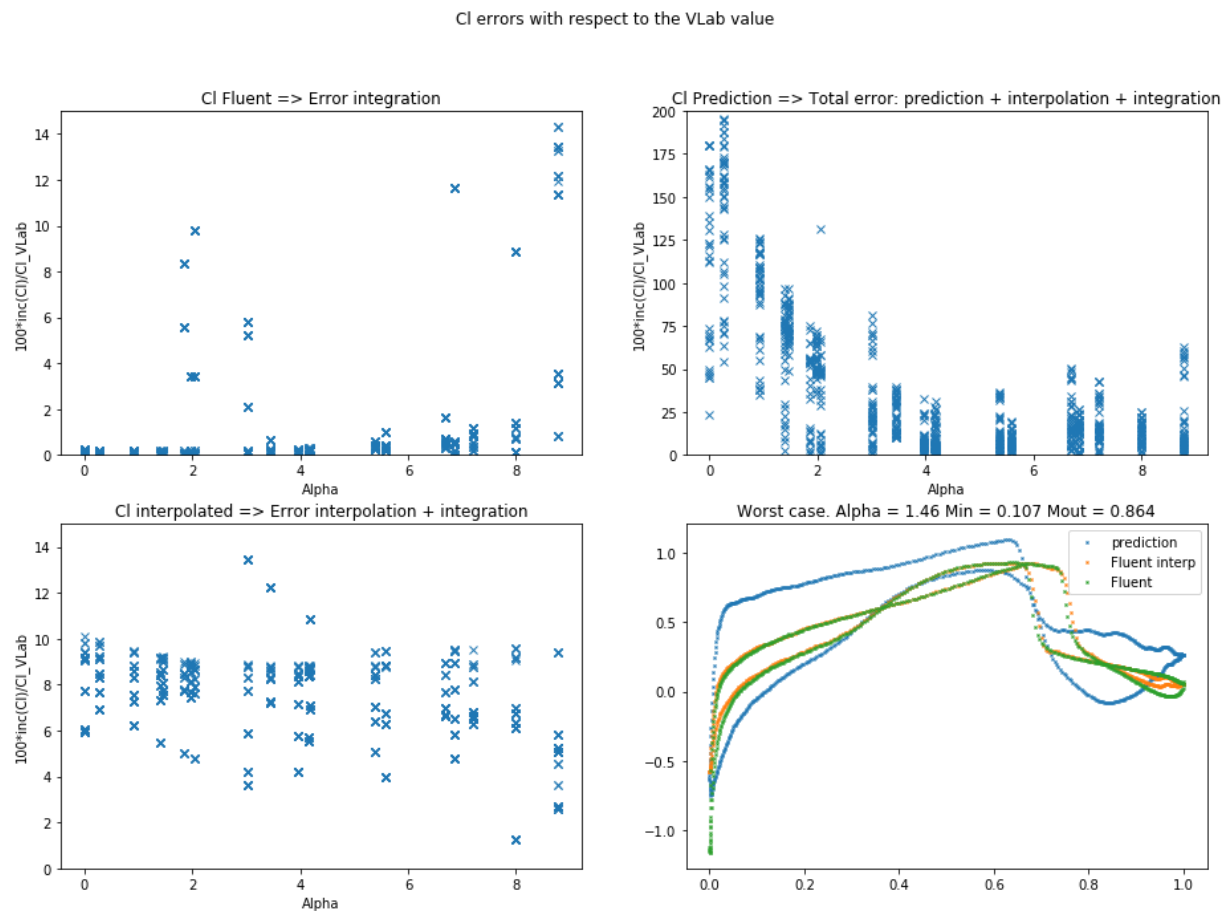 Cl errors with respect to the VLab value
Cl Fluent => Error integration
14
12
10
8
6
4
2
0
100*inc(Cl)/Cl_VLab
0 2 4 6 8
Alpha
Cl Prediction => Total error: prediction + interpolation + integration
200
175
150
125
100
75
50
25
0
100*inc(Cl)/Cl_VLab
0 2 4 6 8
Alpha
Cl interpolated => Error interpolation + integration
14
12
10
8
6
4
2
0
100*inc(Cl)/Cl_VLab
0 2 4 6 8
Alpha
Worst case. Alpha = 1.46 Min = 0.107 Mout = 0.864
prediction
Fluent interp
Fluent
1.0
0.5
0.0
−0.5
−1.0
0.0 0.2 0.4 0.6 0.8 1.0